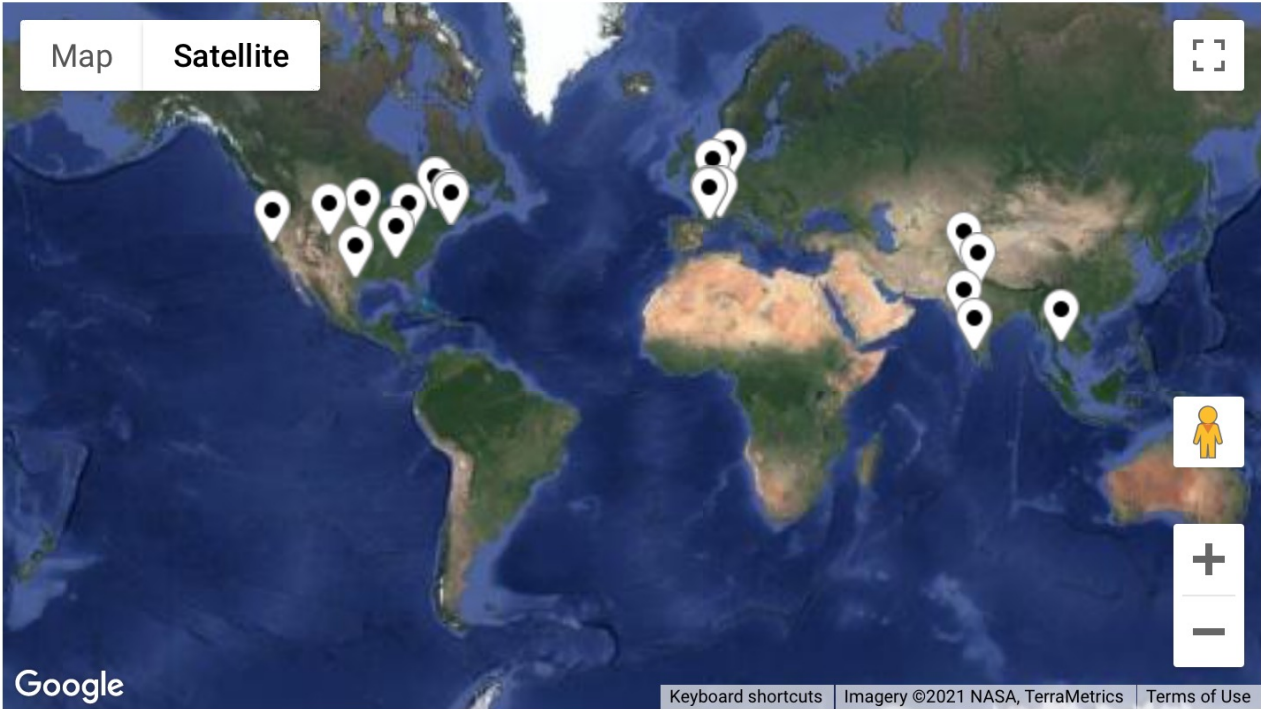 Map Satellite
Google
Keyboard shortcuts Imagery ©2021 NASA, TerraMetrics Terms of Use